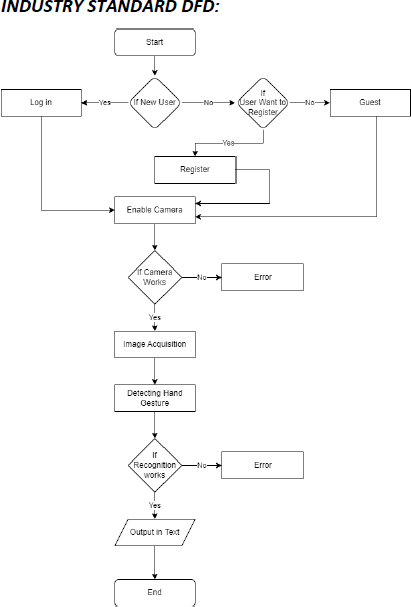 INDUSTRY STANDARD DFD:
Start
Log in
Yes
If New User
No
If
User Want to
Register
No
Guest
Yes
Register
Enable Camera
If Camera
Works
No
Error
Yes
Image Acquisition
Detecting Hand
Gesture
If
Recognition
works
No
Error
Yes
Output in Text
End